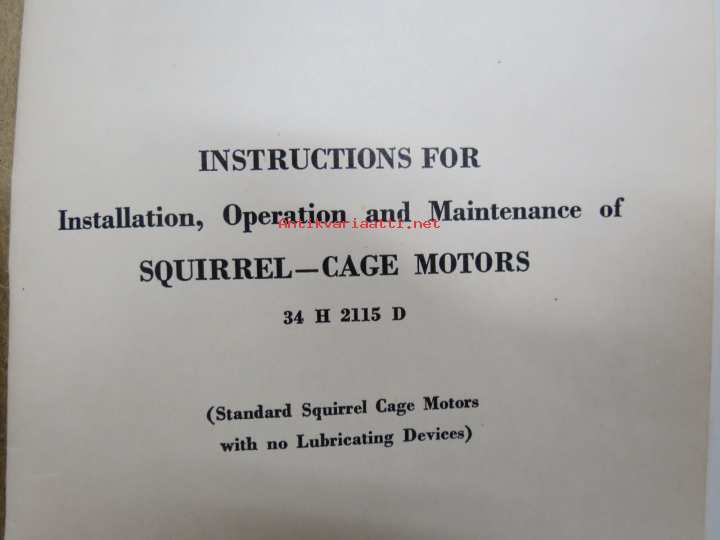 INSTRUCTIONS FOR
Installation, Operation and Maintenance of
Antikvariaatti.net
SQUIRREL—CAGE MOTORS
34 H 2115 D
(Standard Squirrel Cage Motors
with no Lubricating Devices)